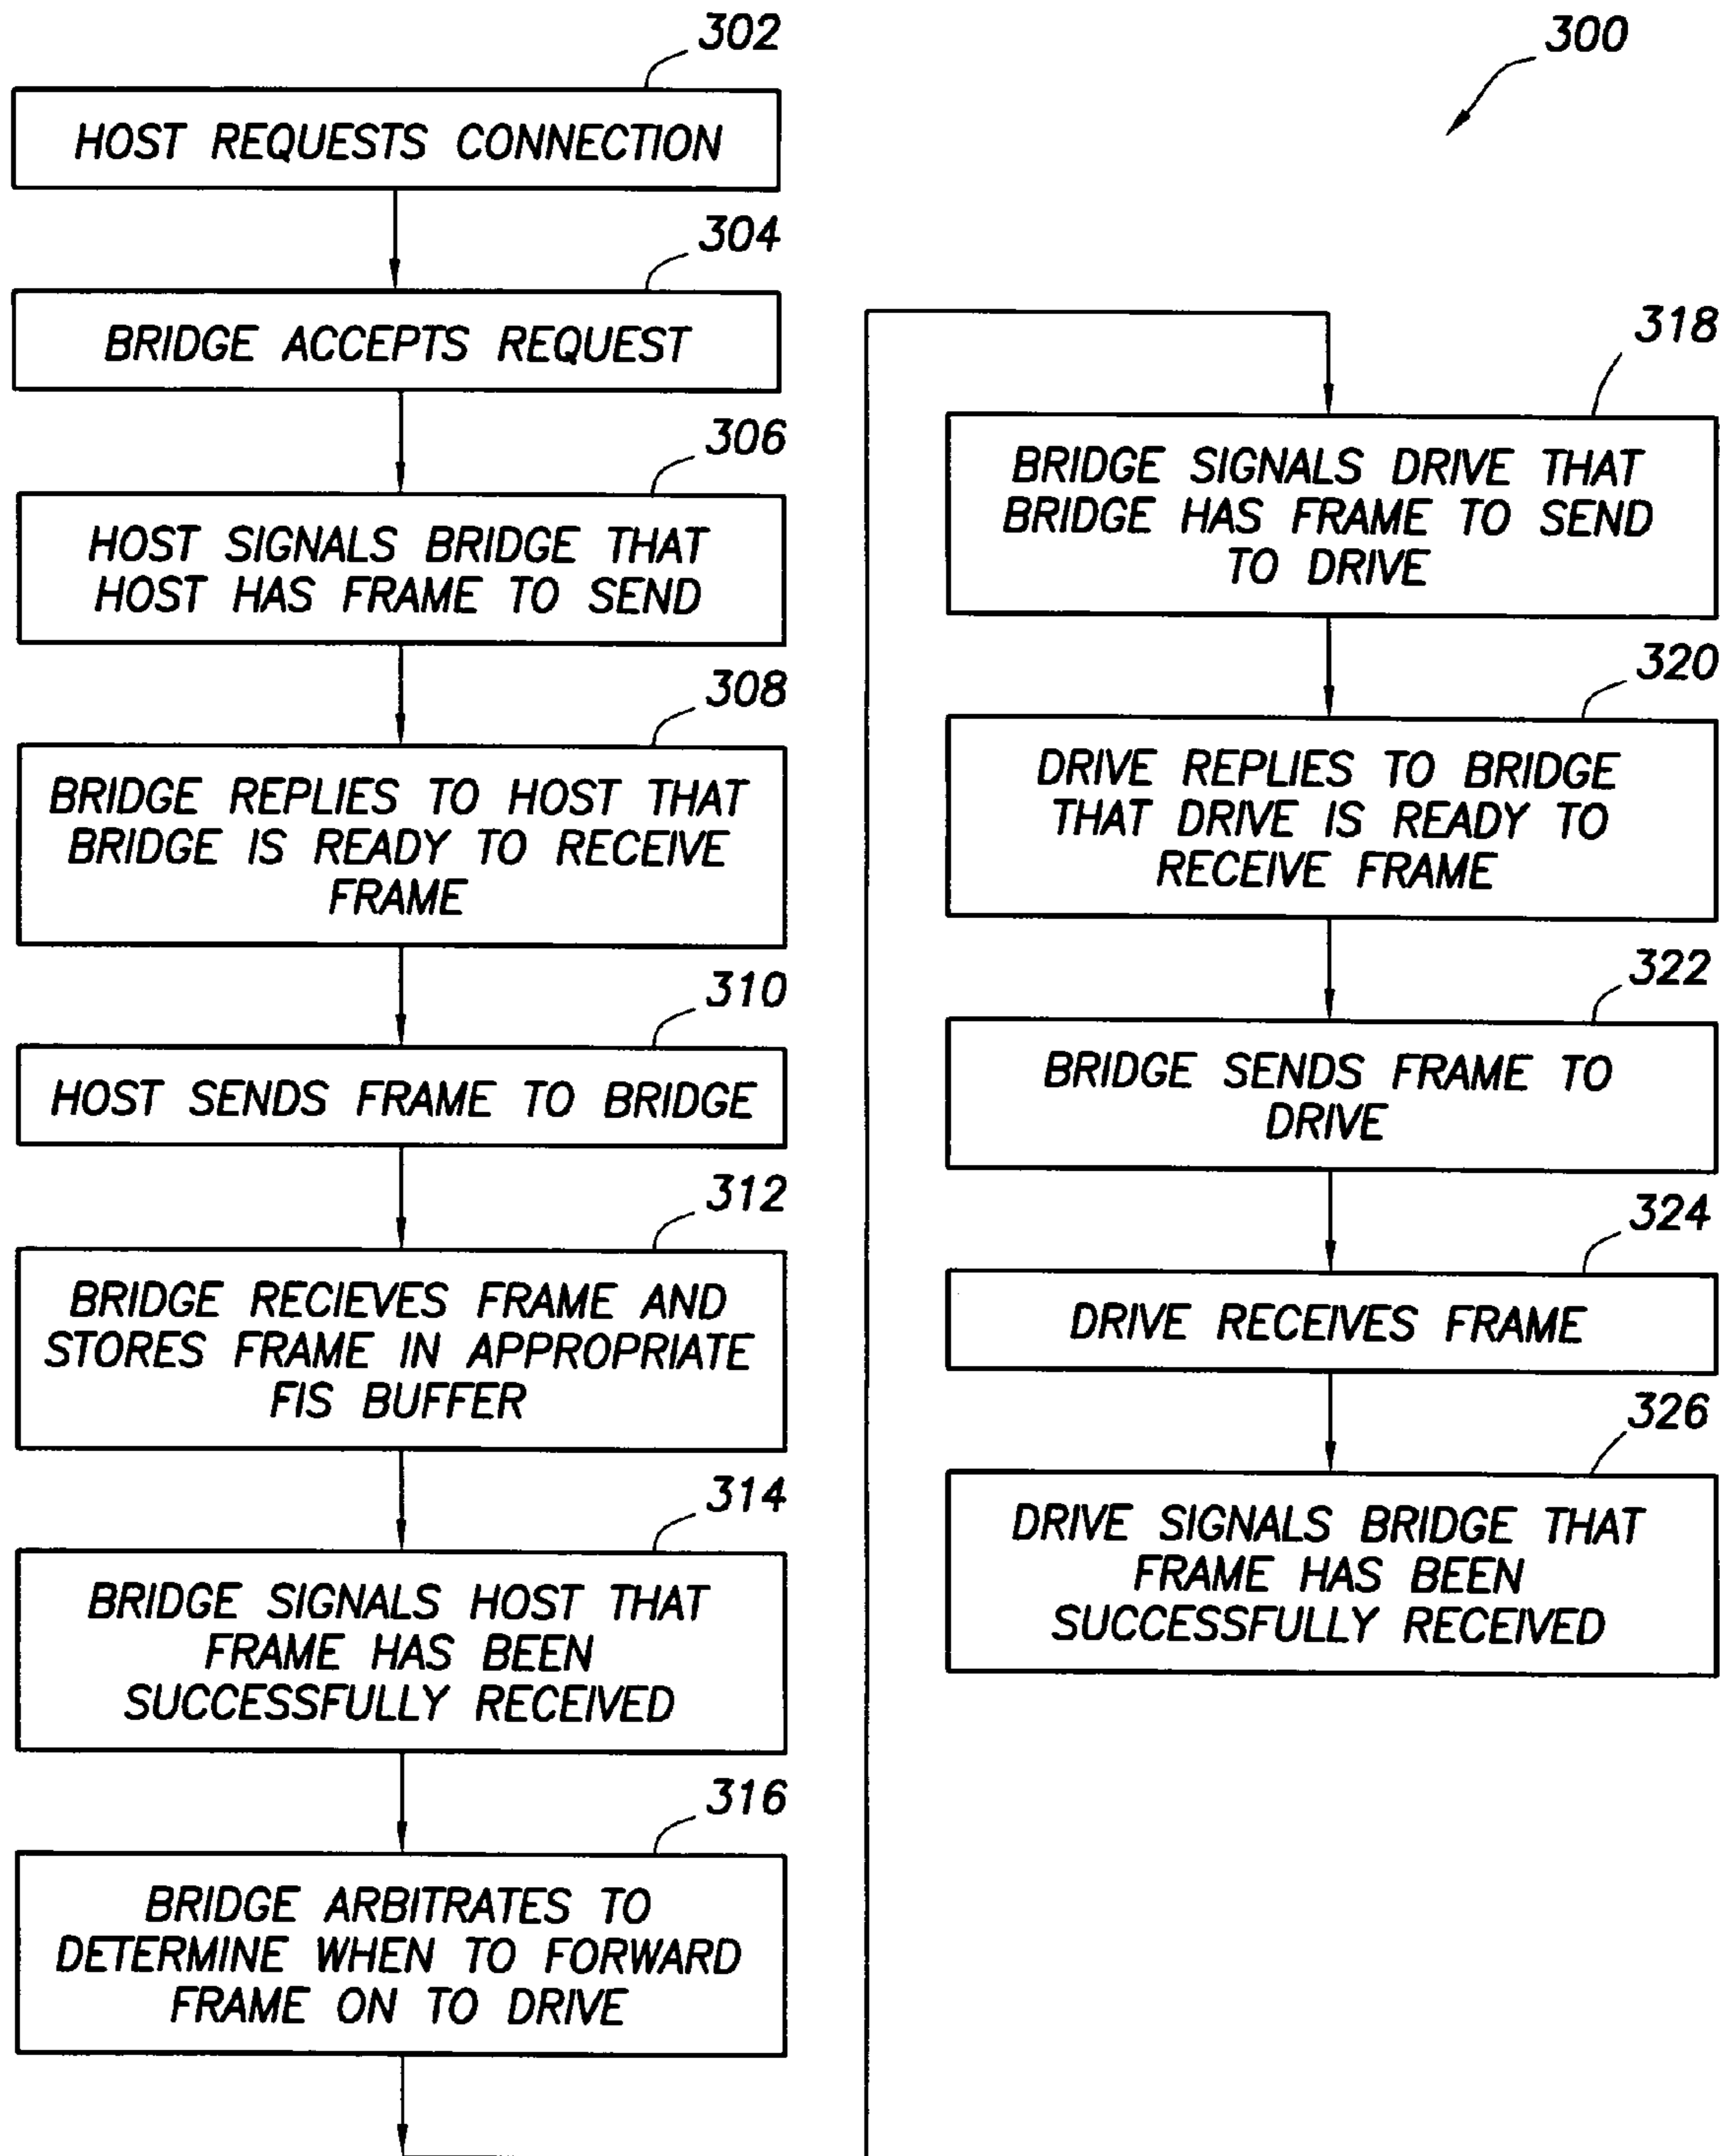 302
300
HOST REQUESTS CONNECTION
304
BRIDGE ACCEPTS REQUEST
306
HOST SIGNALS BRIDGE THAT
HOST HAS FRAME TO SEND
308
BRIDGE REPLIES TO HOST THAT
BRIDGE IS READY TO RECEIVE
FRAME
310
HOST SENDS FRAME TO BRIDGE
312
BRIDGE RECIEVES FRAME AND
STORES FRAME IN APPROPRIATE
FIS BUFFER
314
BRIDGE SIGNALS HOST THAT
FRAME HAS BEEN
SUCCESSFULLY RECEIVED
316
BRIDGE ARBITRATES TO
DETERMINE WHEN TO FORWARD
FRAME ON TO DRIVE
318
BRIDGE SIGNALS DRIVE THAT
BRIDGE HAS FRAME TO SEND
TO DRIVE
320
DRIVE REPLIES TO BRIDGE
THAT DRIVE IS READY TO
RECEIVE FRAME
322
BRIDGE SENDS FRAME TO
DRIVE
324
DRIVE RECEIVES FRAME
326
DRIVE SIGNALS BRIDGE THAT
FRAME HAS BEEN
SUCCESSFULLY RECEIVED